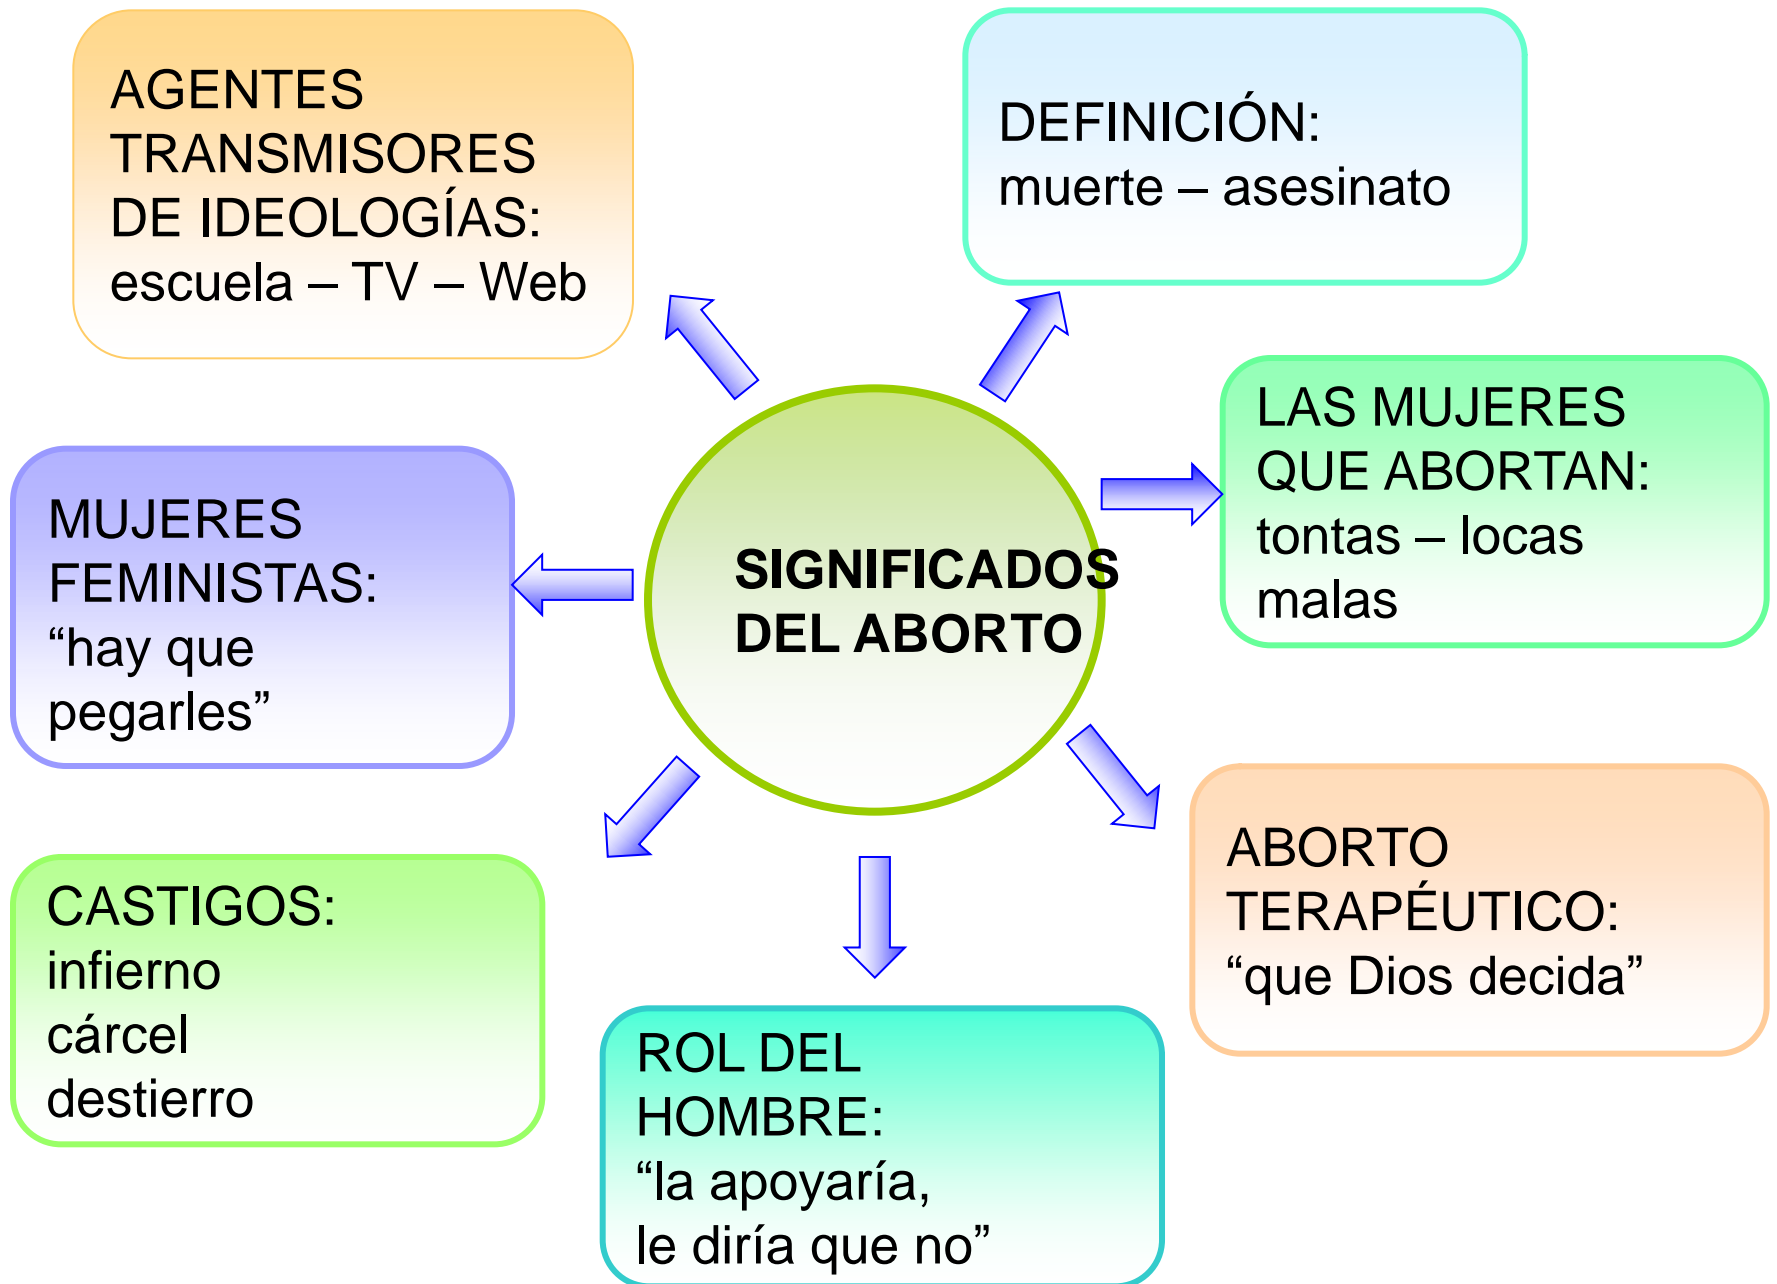 AGENTES
TRANSMISORES
DE IDEOLOGÍAS:
escuela – TV – Web
DEFINICIÓN:
muerte – asesinato
LAS MUJERES
QUE ABORTAN:
tontas – locas
malas
MUJERES
FEMINISTAS:
“hay que
pegarles”
SIGNIFICADOS
DEL ABORTO
ABORTO
TERAPÉUTICO:
“que Dios decida”
CASTIGOS:
infierno
cárcel
destierro
ROL DEL
HOMBRE:
“la apoyaría,
le diría que no”